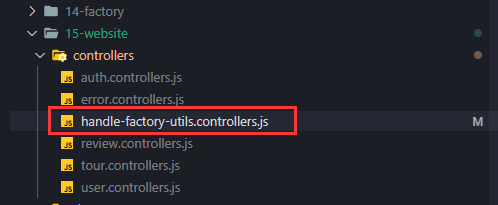 14-factory
15-website
controllers
JS auth.controllers.js
JS error.controllers.js
JS handle-factory-utils.controllers.js M
JS review.controllers.js
JS tour.controllers.js
JS user.controllers.js